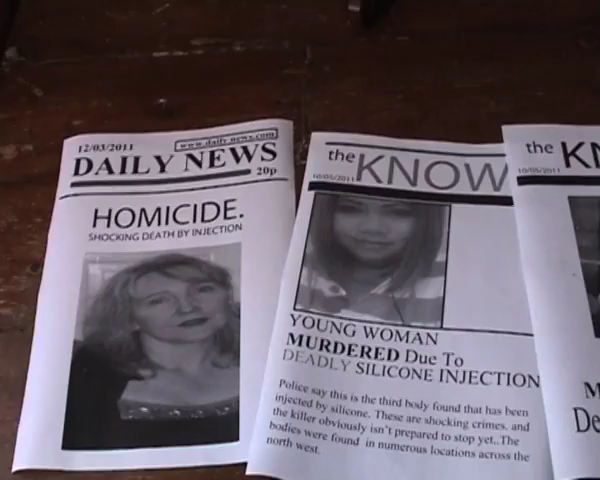 12/03/2011
www.daily-news.com
DAILY NEWS
20p
HOMICIDE.
SHOCKING DEATH BY INJECTION
the KNOW
10/05/2011
YOUNG WOMAN
MURDERED Due To
DEADLY SILICONE INJECTION
Police say this is the third body found that has been
injected by silicone. These are shocking crimes, and
the killer obviously isn't prepared to stop yet,.The
bodies were found in numerous locations across the
north west.
the KN
10/05/2011
M
De